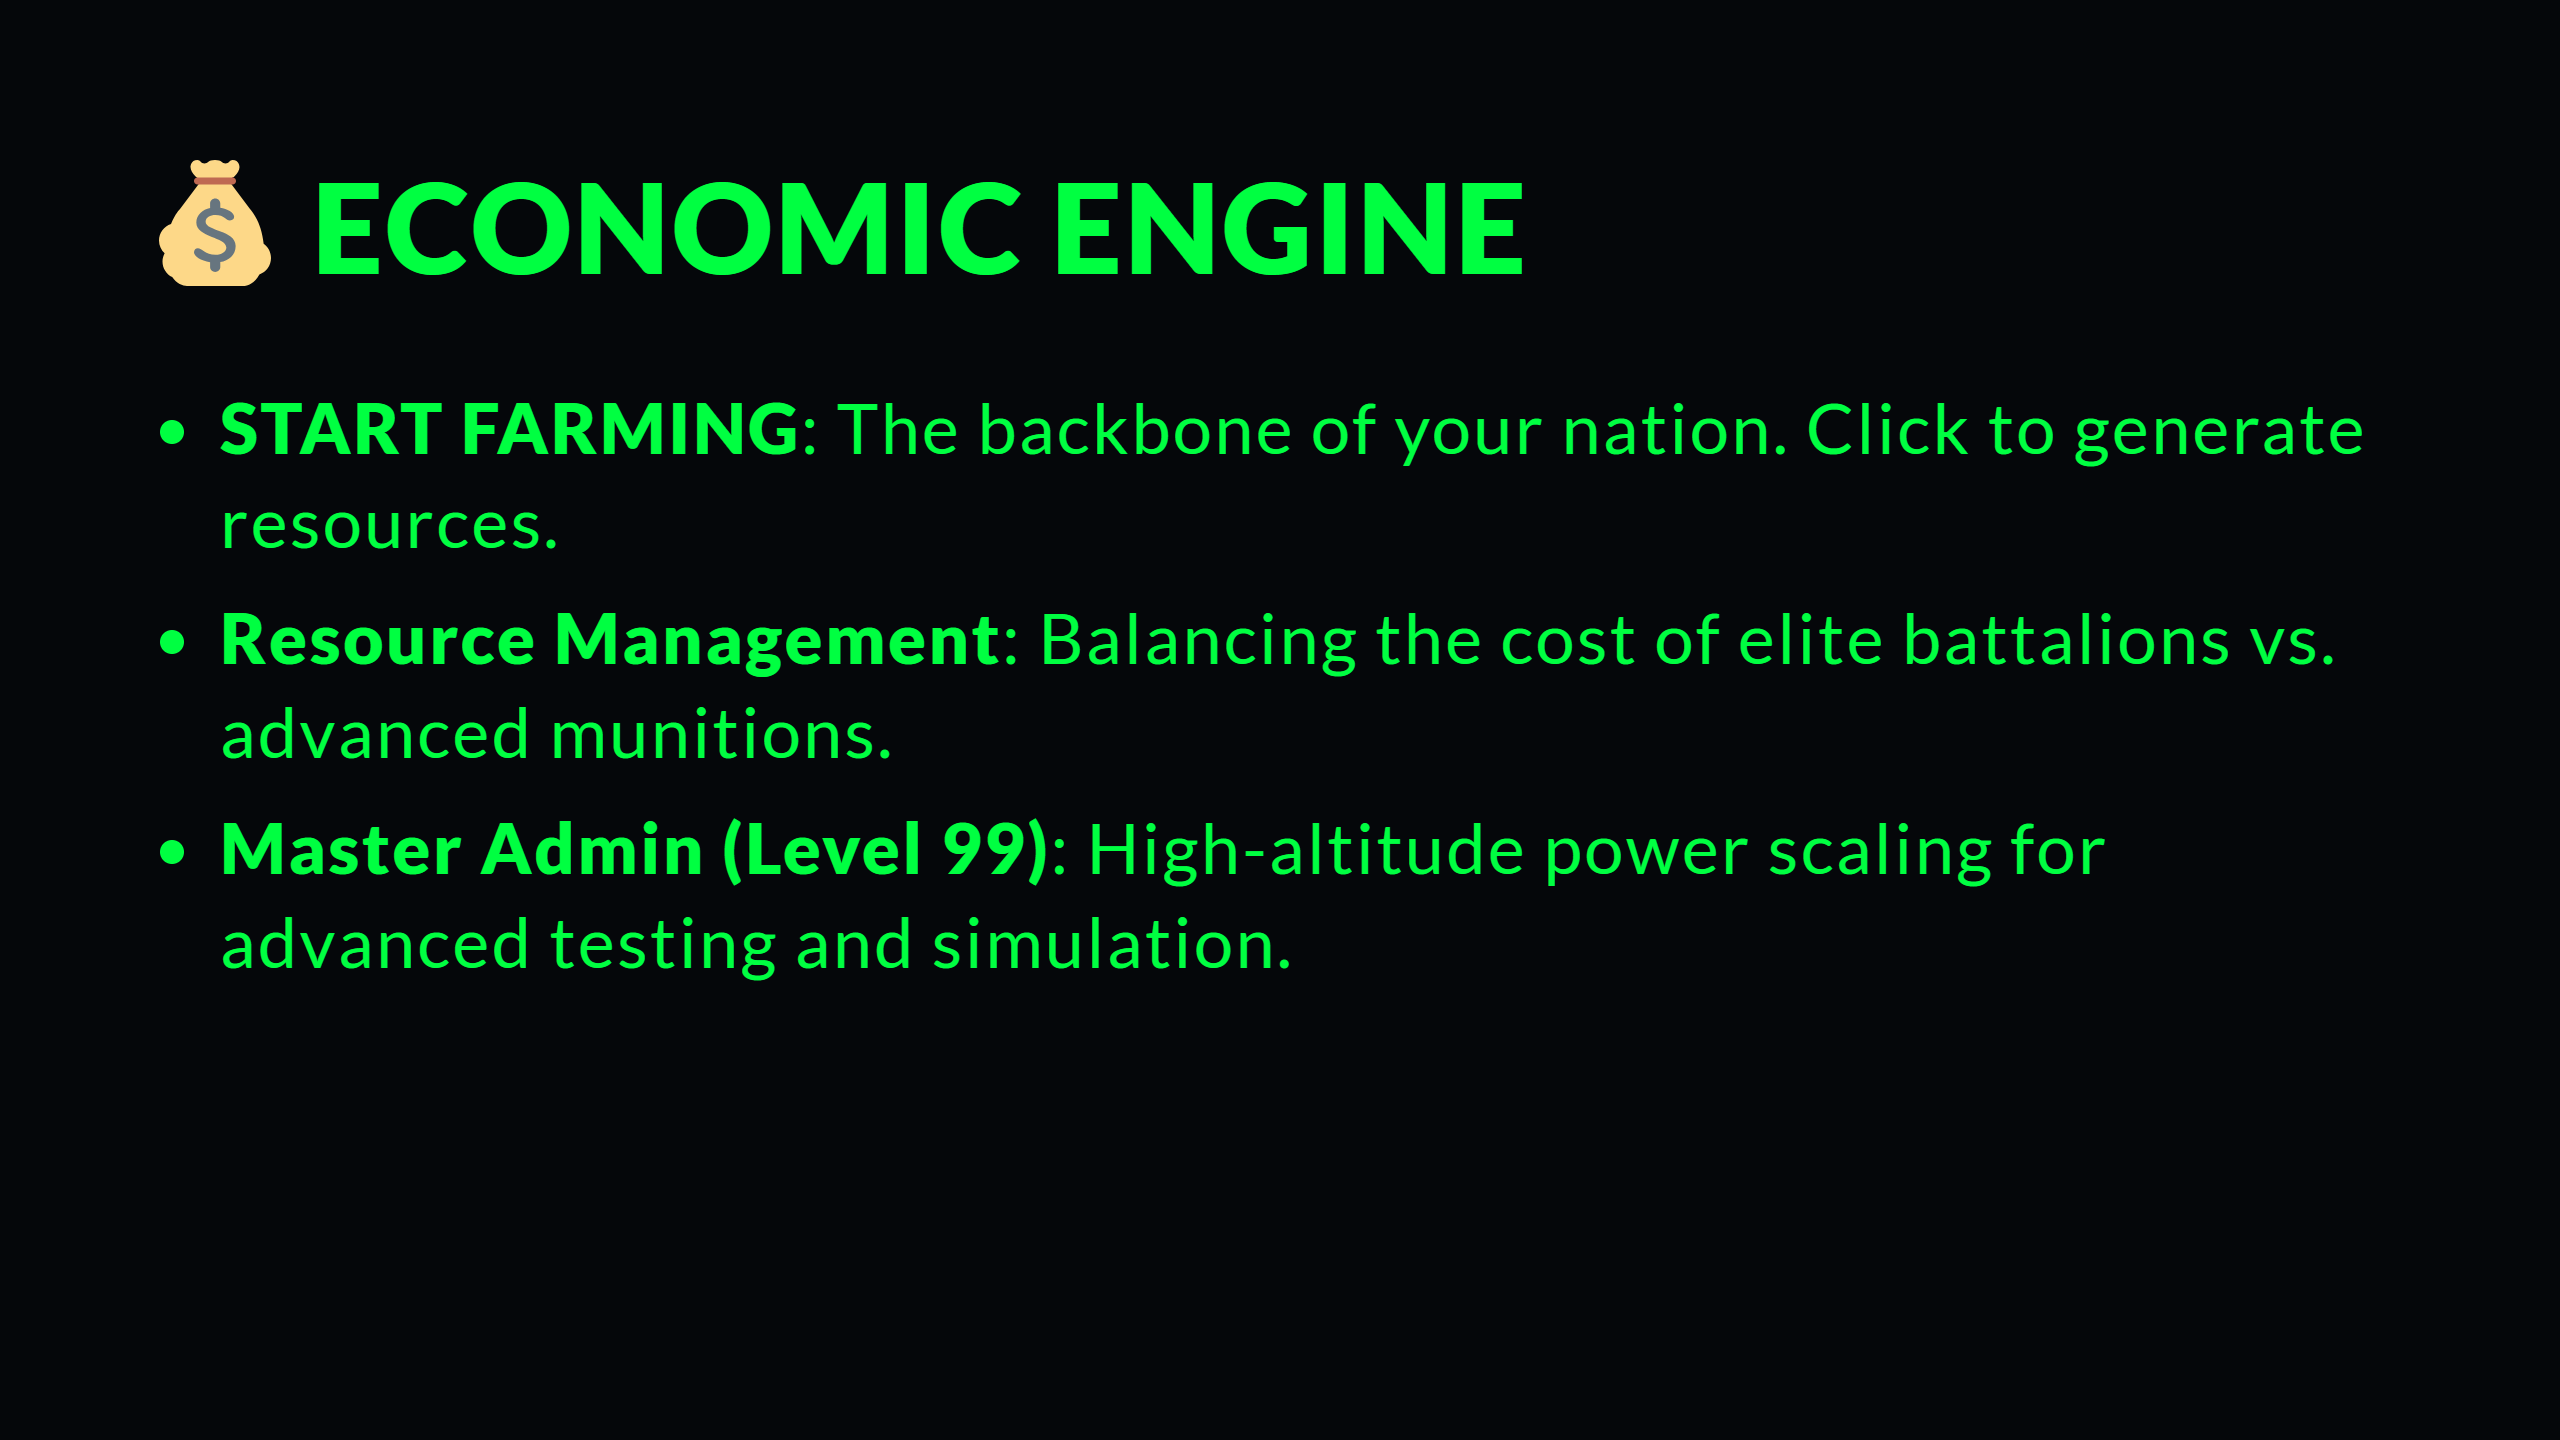 💰 ECONOMIC ENGINE
• START FARMING: The backbone of your nation. Click to generate
resources.
• Resource Management: Balancing the cost of elite battalions vs.
advanced munitions.
• Master Admin (Level 99): High-altitude power scaling for
advanced testing and simulation.